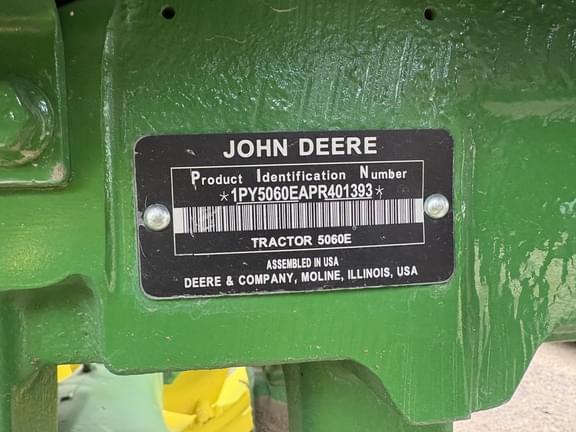 JOHN DEERE
Product Identification Number
*1PY5060EAPR401393*
TRACTOR 5060E
ASSEMBLED IN USA
DEERE & COMPANY, MOLINE, ILLINOIS, USA